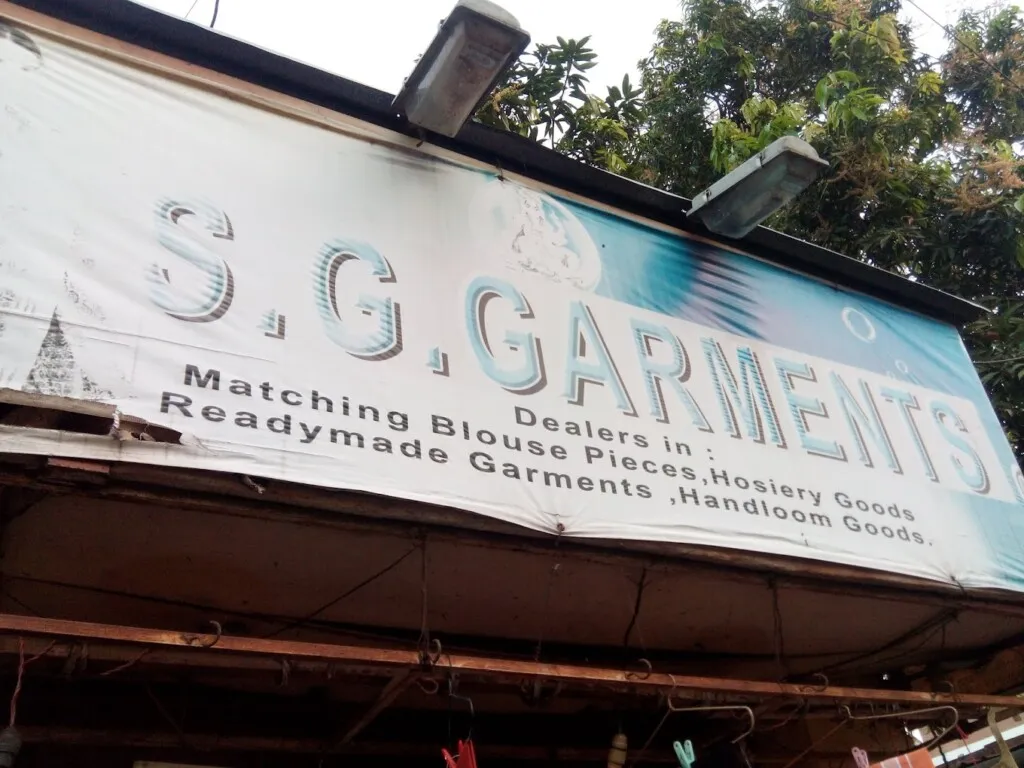 S.G.GARMENTS
Dealers in :
Matching Blouse Pieces,Hosiery Goods
Readymade Garments ,Handloom Goods.